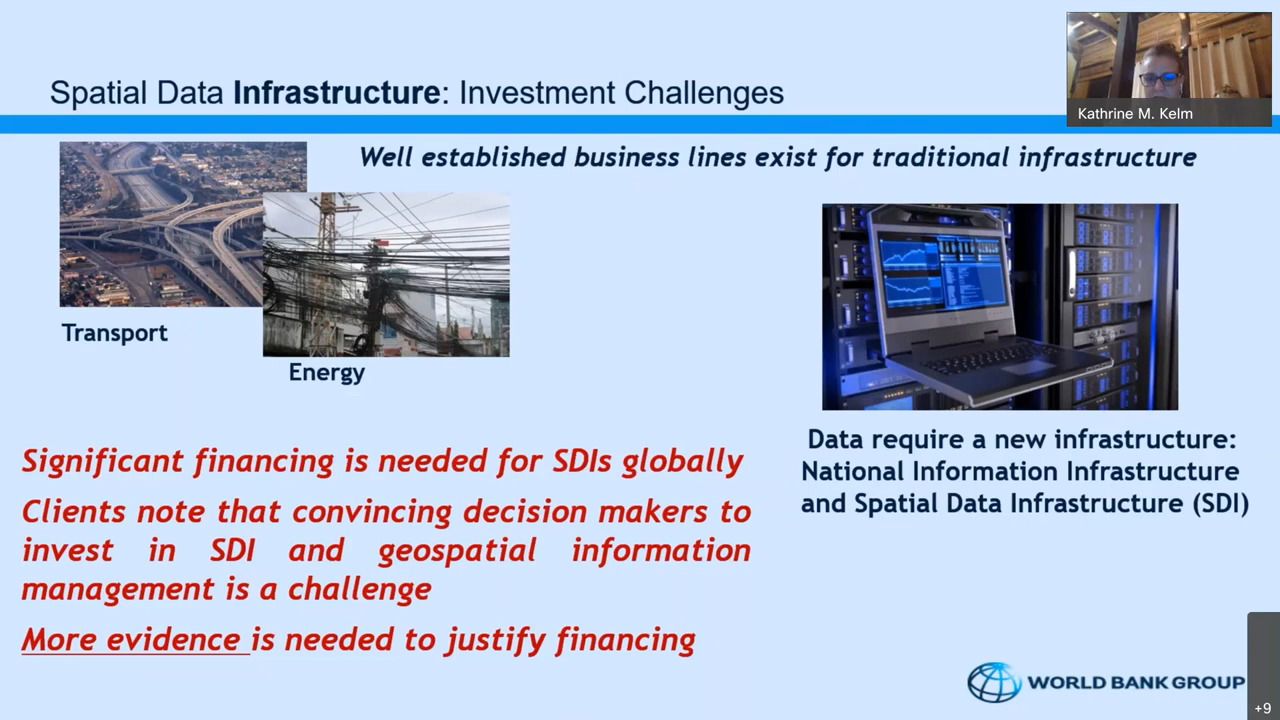 Spatial Data Infrastructure: Investment Challenges
Kathrine M. Kelm
Well established business lines exist for traditional infrastructure
Transport
Energy
Data require a new infrastructure:
National Information Infrastructure
and Spatial Data Infrastructure (SDI)
Significant financing is needed for SDIs globally
Clients note that convincing decision makers to
invest in SDI and geospatial information
management is a challenge
More evidence is needed to justify financing
WORLD BANK GROUP
+9